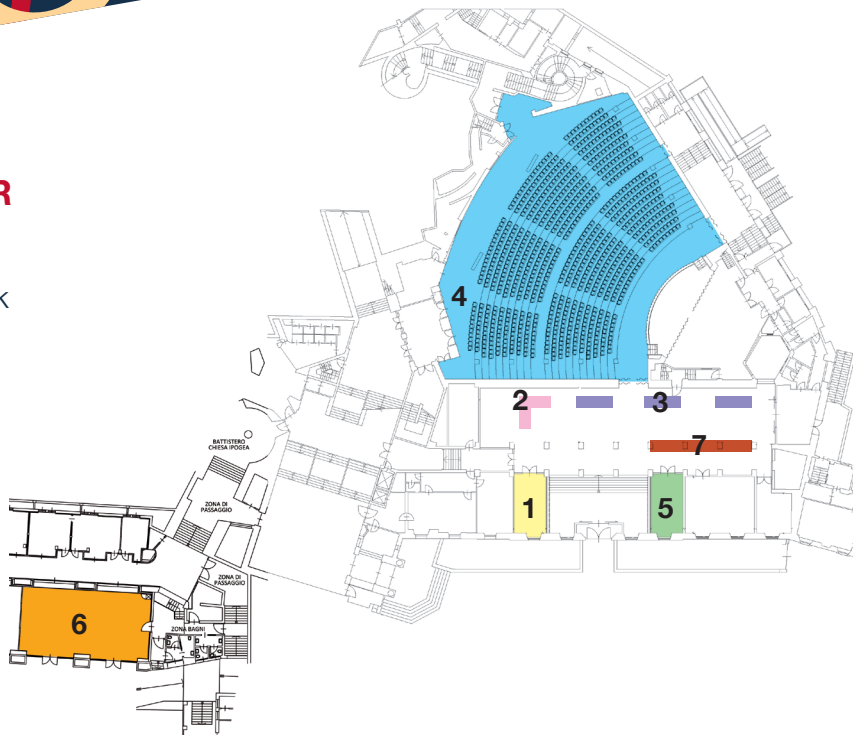 R
K
4
2
3
7
1
5
BATTISTERO
CHIESA IPOGEA
ZONA DI
PASSAGGIO
ZONA DI
PASSAGGIO
6
ZONA BAGNI